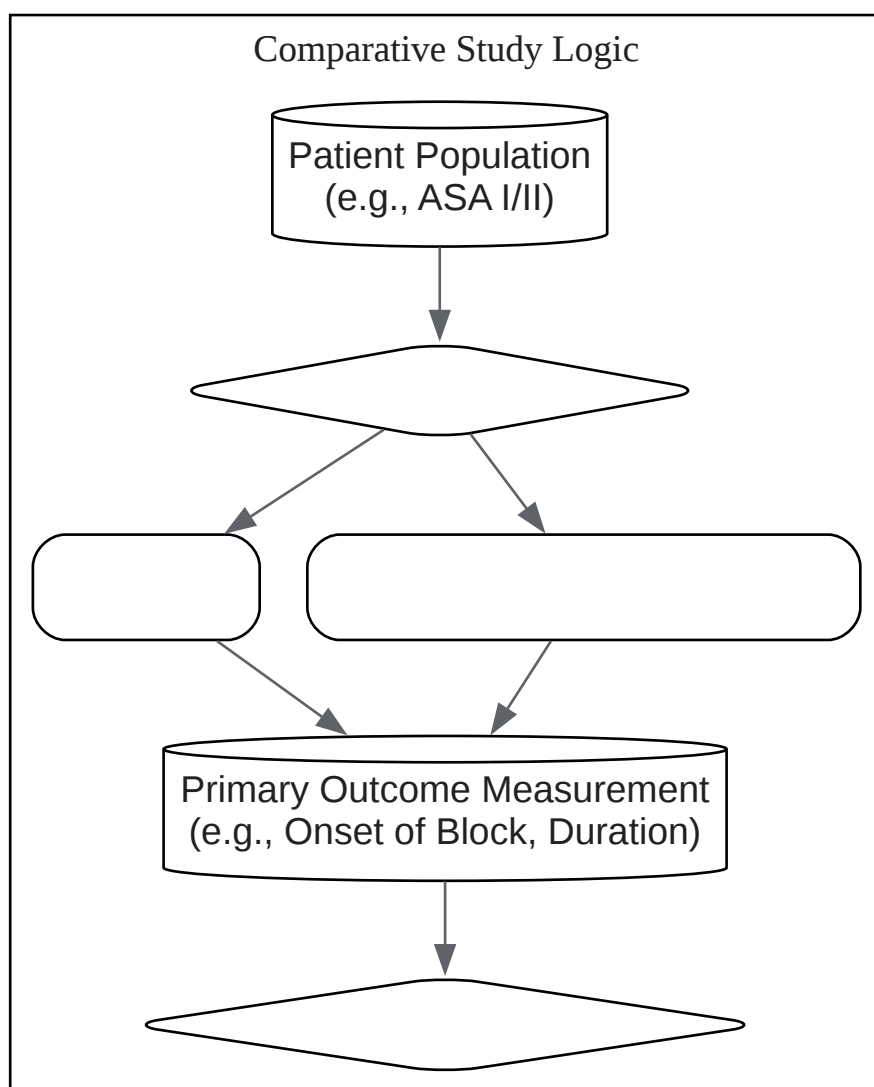 Comparative Study Logic
Patient Population
(e.g., ASA I/II)
Primary Outcome Measurement
(e.g., Onset of Block, Duration)